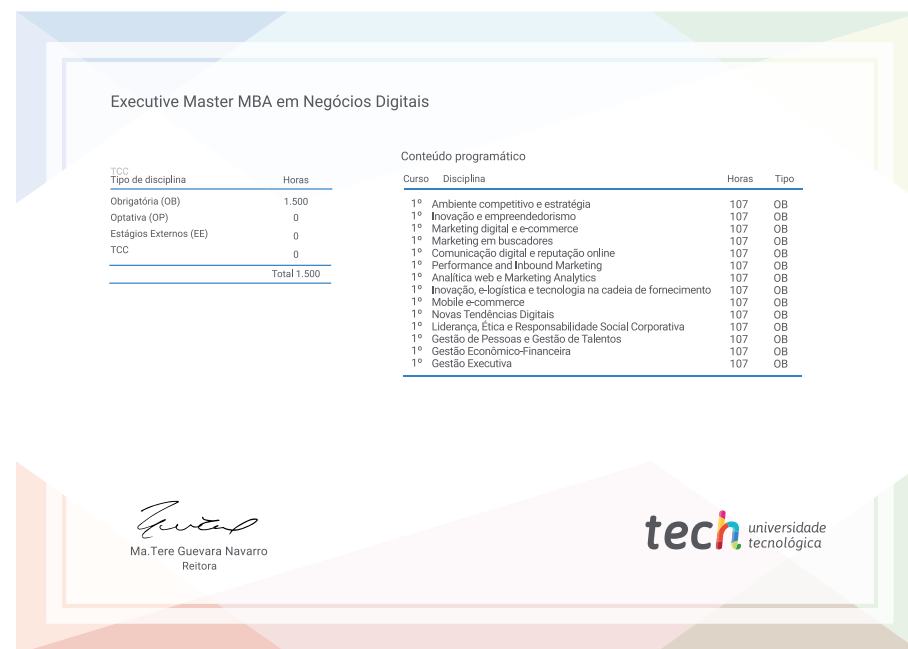 Executive Master MBA em Negócios Digitais
TCC
Tipo de disciplina Horas
Obrigatória (OB) 1.500
Optativa (OP) 0
Estágios Externos (EE) 0
TCC 0
Total 1.500
Conteúdo programático
Curso Disciplina Horas Tipo
1º Ambiente competitivo e estratégia 107 OB
1º Inovação e empreendedorismo 107 OB
1º Marketing digital e e-commerce 107 OB
1º Marketing em buscadores 107 OB
1º Comunicação digital e reputação online 107 OB
1º Performance and Inbound Marketing 107 OB
1º Analítica web e Marketing Analytics 107 OB
1º Inovação, e-logística e tecnologia na cadeia de fornecimento 107 OB
1º Mobile e-commerce 107 OB
1º Novas Tendências Digitais 107 OB
1º Liderança, Ética e Responsabilidade Social Corporativa 107 OB
1º Gestão de Pessoas e Gestão de Talentos 107 OB
1º Gestão Econômico-Financeira 107 OB
1º Gestão Executiva 107 OB
Ma.Tere Guevara Navarro
Reitora
tech universidade
tecnológica